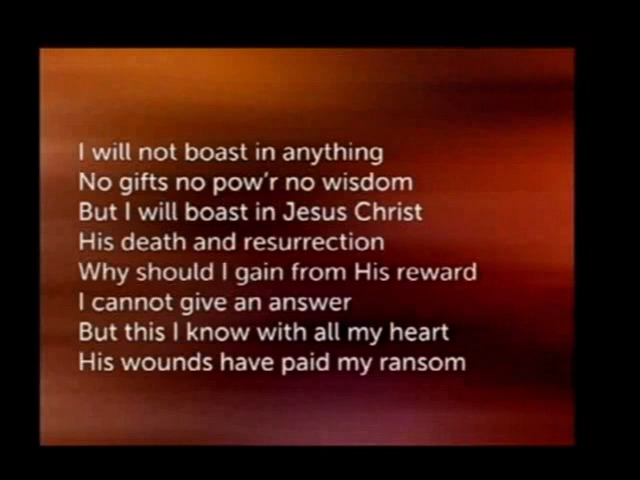 I will not boast in anything
No gifts no pow'r no wisdom
But I will boast in Jesus Christ
His death and resurrection
Why should I gain from His reward
I cannot give an answer
But this I know with all my heart
His wounds have paid my ransom